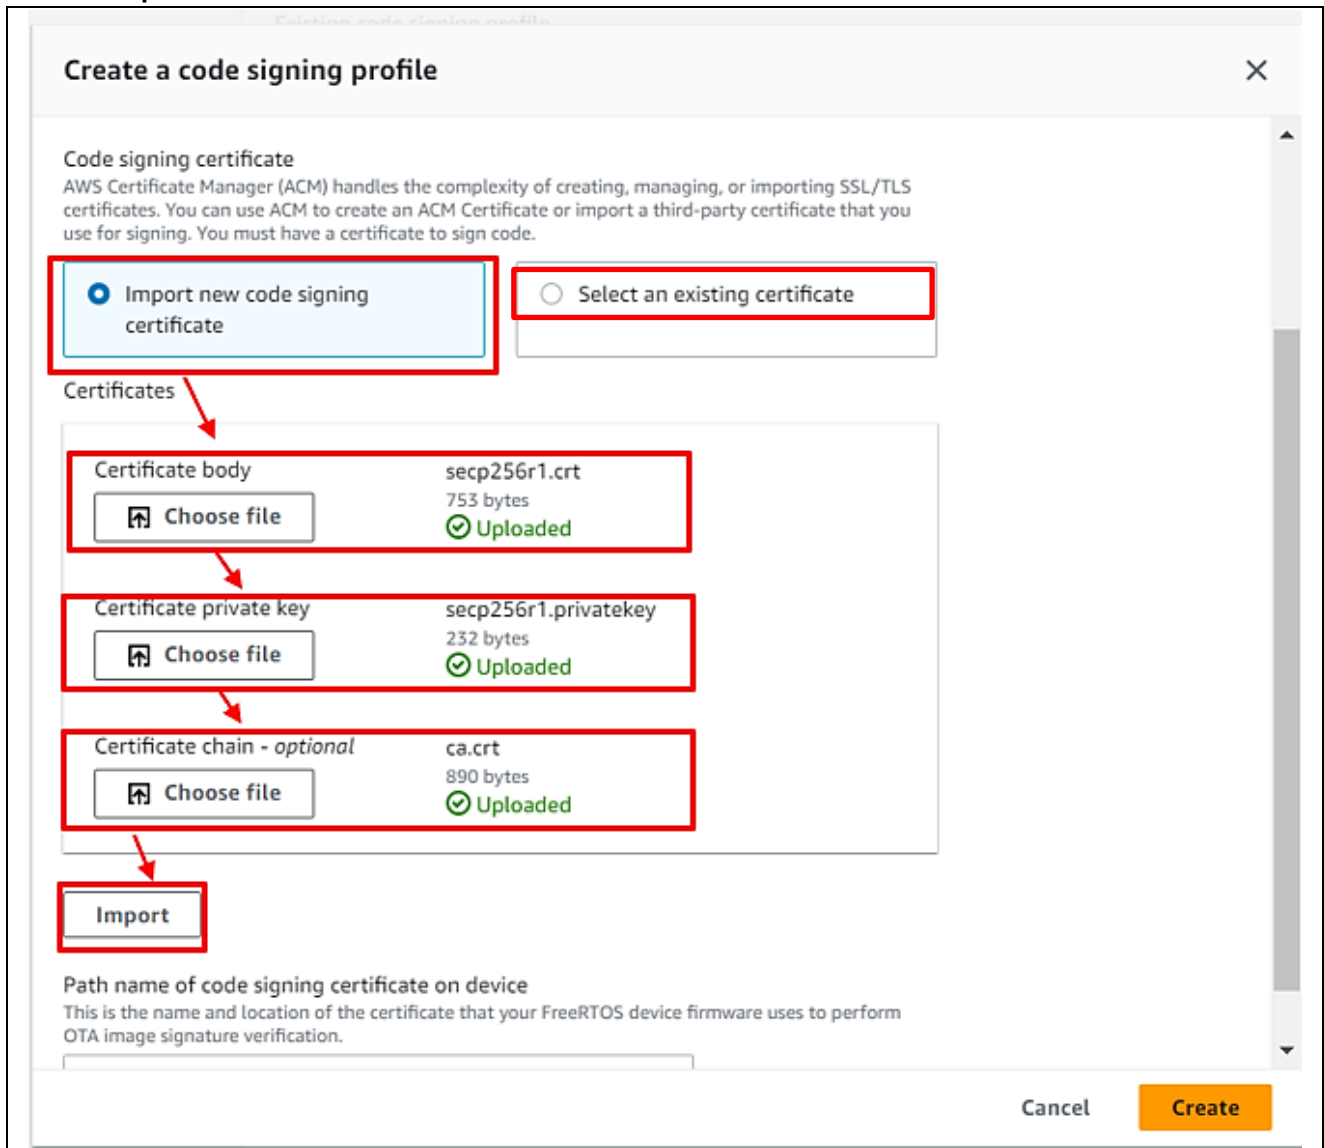 Existing code signing profile
Create a code signing profile
Code signing certificate
AWS Certificate Manager (ACM) handles the complexity of creating, managing, or importing SSL/TLS
certificates. You can use ACM to create an ACM Certificate or import a third-party certificate that you
use for signing. You must have a certificate to sign code.
Import new code signing
certificate
Select an existing certificate
Certificates
Certificate body
secp256r1.crt
753 bytes
Choose file
Uploaded
Certificate private key
secp256r1.privatekey
232 bytes
Choose file
Uploaded
Certificate chain - optional
ca.crt
890 bytes
Choose file
Uploaded
Import
Path name of code signing certificate on device
This is the name and location of the certificate that your FreeRTOS device firmware uses to perform
OTA image signature verification.
Cancel
Create